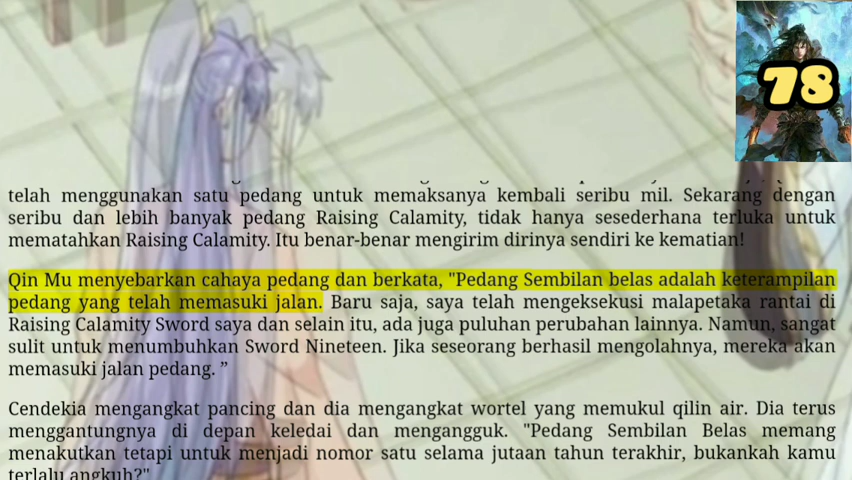 78
telah menggunakan satu pedang untuk memaksanya kembali seribu mil. Sekarang dengan
seribu dan lebih banyak pedang Raising Calamity, tidak hanya sesederhana terluka untuk
mematahkan Raising Calamity. Itu benar-benar mengirim dirinya sendiri ke kematian!
Qin Mu menyebarkan cahaya pedang dan berkata, "Pedang Sembilan belas adalah keterampilan
pedang yang telah memasuki jalan. Baru saja, saya telah mengeksekusi malapetaka rantai di
Raising Calamity Sword saya dan selain itu, ada juga puluhan perubahan lainnya. Namun, sangat
sulit untuk menumbuhkan Sword Nineteen. Jika seseorang berhasil mengolahnya, mereka akan
memasuki jalan pedang. ”
Cendekia mengangkat pancing dan dia mengangkat wortel yang memukul qilin air. Dia terus
menggantungnya di depan keledai dan mengangguk. "Pedang Sembilan Belas memang
menakutkan tetapi untuk menjadi nomor satu selama jutaan tahun terakhir, bukankah kamu
terlalu angkuh?"